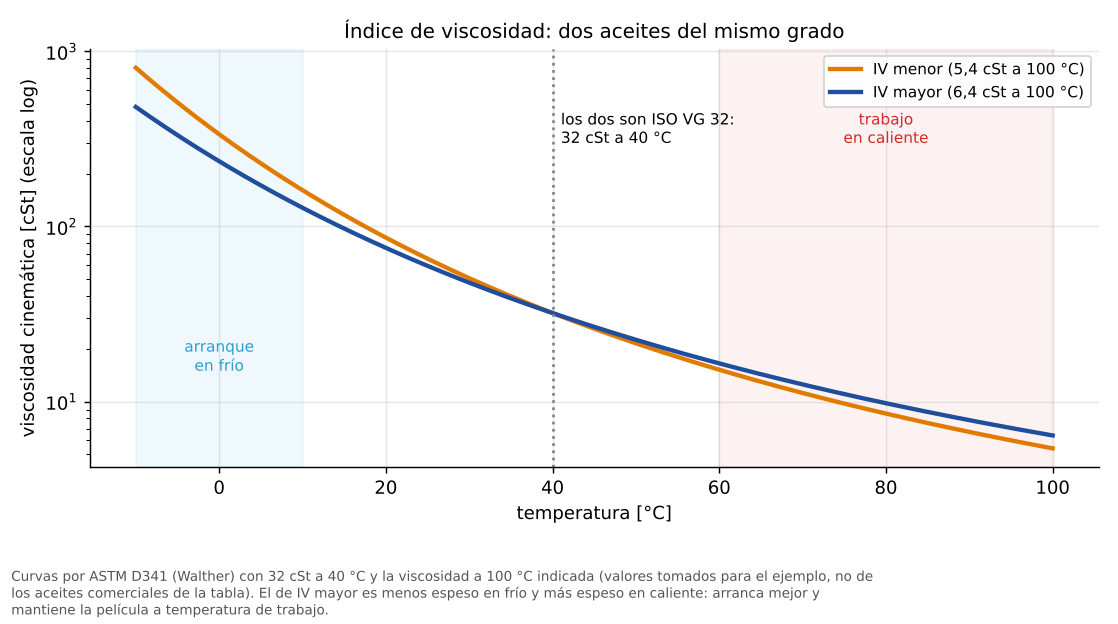 Índice de viscosidad: dos aceites del mismo grado
viscosidad cinemática [cSt] (escala log)
10³
10²
10¹
IV menor (5,4 cSt a 100 °C)
IV mayor (6,4 cSt a 100 °C)
los dos son ISO VG 32:
32 cSt a 40 °C
trabajo
en caliente
arranque
en frío
0
20
40
60
80
100
temperatura [°C]
Curvas por ASTM D341 (Walther) con 32 cSt a 40 °C y la viscosidad a 100 °C indicada (valores tomados para el ejemplo, no de
los aceites comerciales de la tabla). El de IV mayor es menos espeso en frío y más espeso en caliente: arranca mejor y
mantiene la película a temperatura de trabajo.